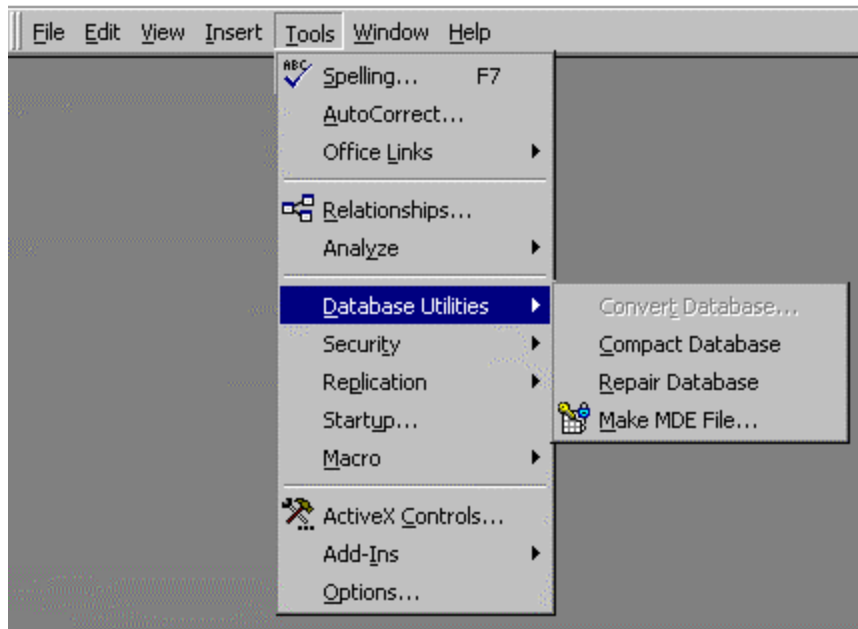 File Edit View Insert Tools Window Help
ABC Spelling... F7
AutoCorrect...
Office Links
Relationships...
Analyze
Database Utilities
Security
Replication
Startup...
Macro
ActiveX Controls...
Add-Ins
Options...
Convert Database...
Compact Database
Repair Database
Make MDE File...